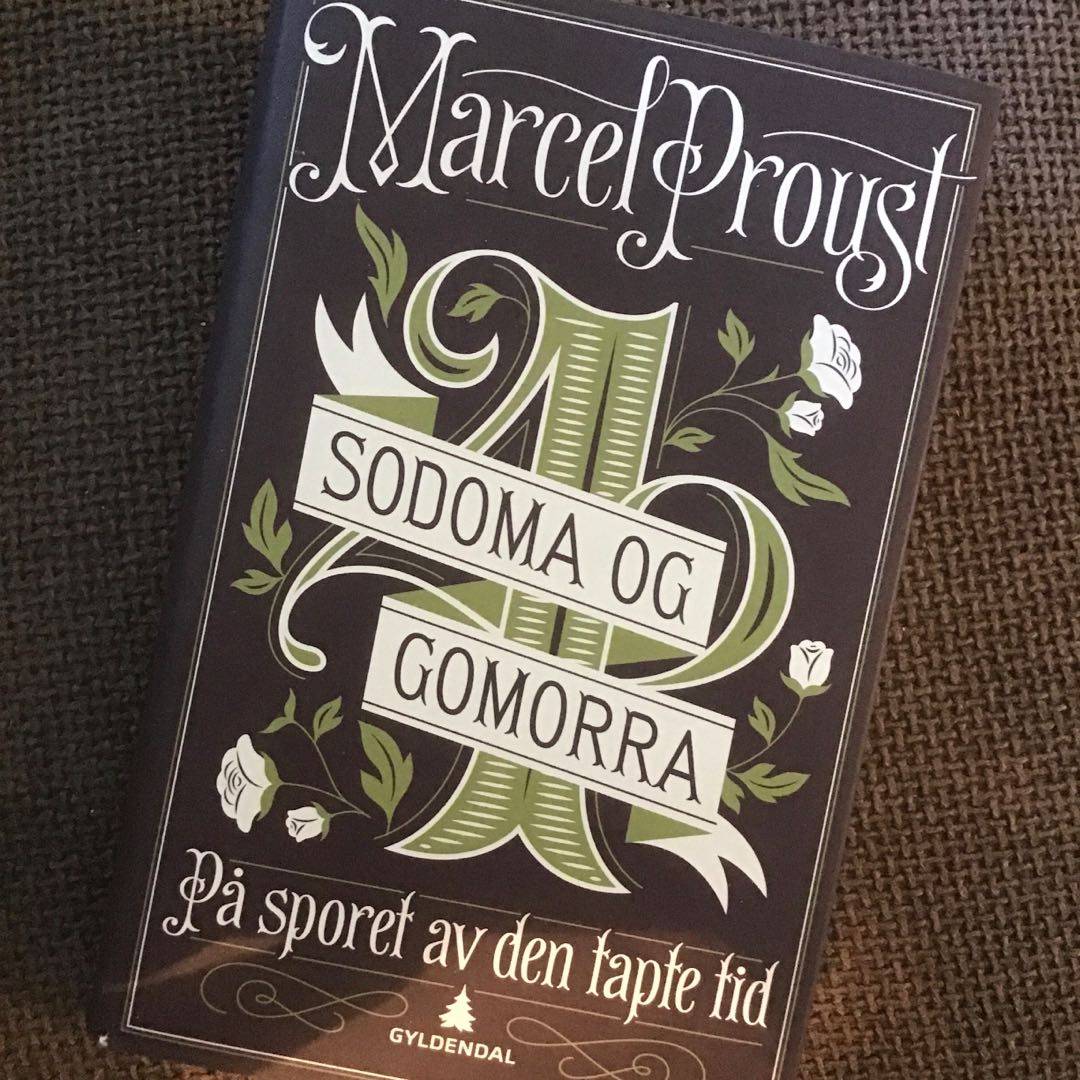 Marcel Proust
4
SODOMA OG
GOMORRA
På sporet av den tapte tid
GYLDENDAL